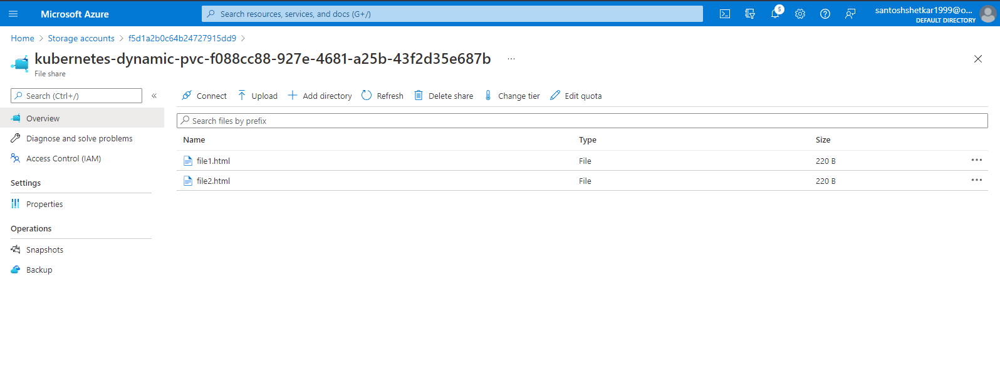 Microsoft Azure
Search resources, services, and docs (G+/)
5
santoshshetkar1999@o...
DEFAULT DIRECTORY
Home > Storage accounts > f5d1a2b0c64b24727915dd9 >
kubernetes-dynamic-pvc-f088cc88-927e-4681-a25b-43f2d35e687b ...
File share
Search (Ctrl+/) «
Connect Upload Add directory Refresh Delete share Change tier Edit quota
Overview
Diagnose and solve problems
Access Control (IAM)
Settings
Properties
Operations
Snapshots
Backup
Search files by prefix
Name Type Size
file1.html File 220 B
file2.html File 220 B